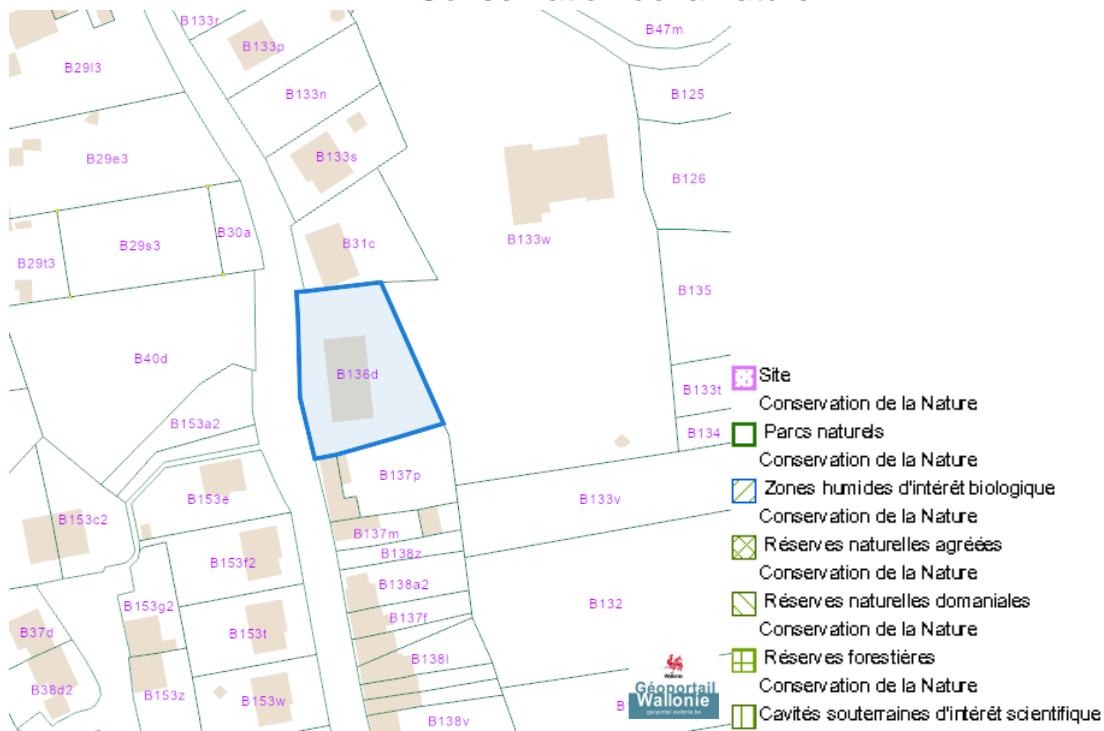 B133r
B47m
B133p
B29l3
B133n
B125
B133s
B29e3
B126
B30a
B29s3
B31c
B133w
B29t3
B135
B40d
B136d
B133t
B153a2
B134
B137p
B153e
B133v
B153c2
B137m
B138z
B153f2
B138a2
B153g2
B132
B137f
B37d
B153t
B138l
B38d2
B153z
B153w
B138v
Wallonie
Géoportail
Wallonie
geoportail.wallonie.be
Site
Conservation de la Nature
Parcs naturels
Conservation de la Nature
Zones humides d'intérêt biologique
Conservation de la Nature
Réserves naturelles agréées
Conservation de la Nature
Réserves naturelles domaniales
Conservation de la Nature
Réserves forestières
Conservation de la Nature
Cavités souterraines d'intérêt scientifique